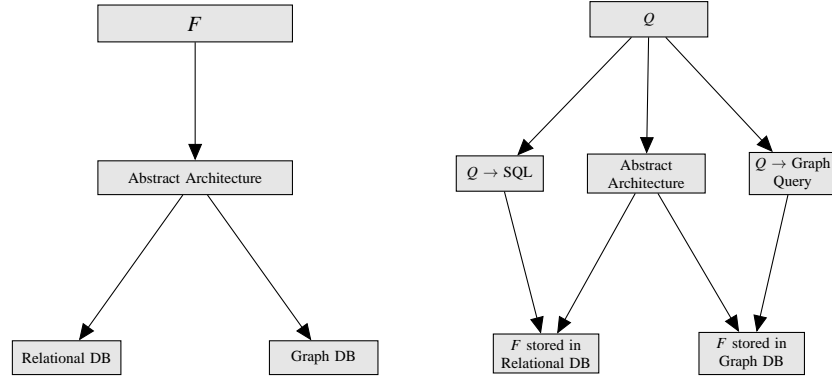 F
Abstract Architecture
Relational DB
Graph DB
Q
Q → SQL
Abstract
Architecture
Q → Graph
Query
F stored in
Relational DB
F stored in
Graph DB